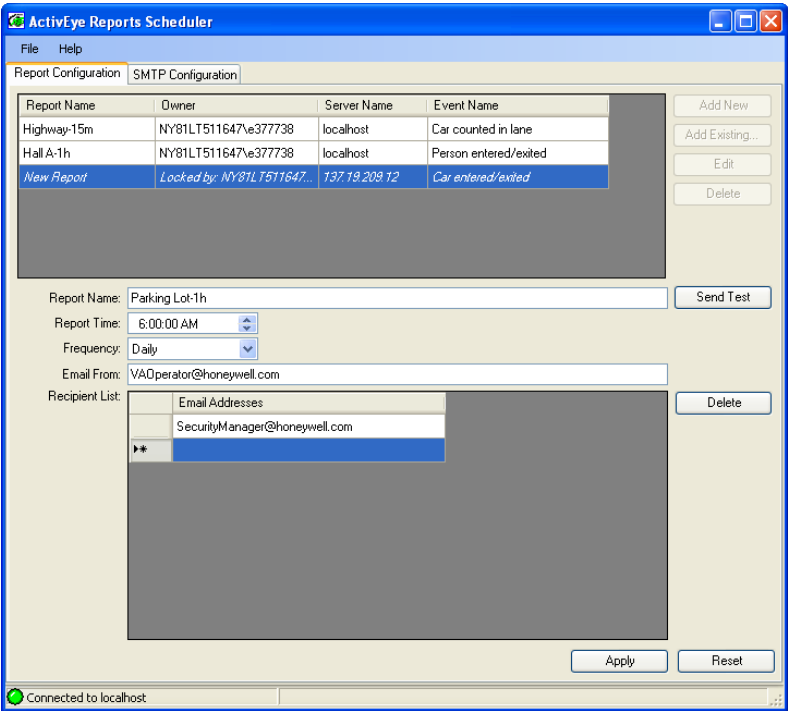 ActivEye Reports Scheduler
File Help
Report Configuration SMTP Configuration
Report Name Owner Server Name Event Name
Add New
Highway-15m NY81LT511647\e377738 localhost Car counted in lane
Add Existing...
Hall A-1h NY81LT511647\e377738 localhost Person entered/exited
Edit
New Report Locked by: NY81LT511647... 137.19.209.12 Car entered/exited
Delete
Report Name: Parking Lot-1h Send Test
Report Time: 6:00:00 AM
Frequency: Daily
Email From: VAOperator@honeywell.com
Recipient List: Email Addresses Delete
SecurityManager@honeywell.com
Apply Reset
Connected to localhost